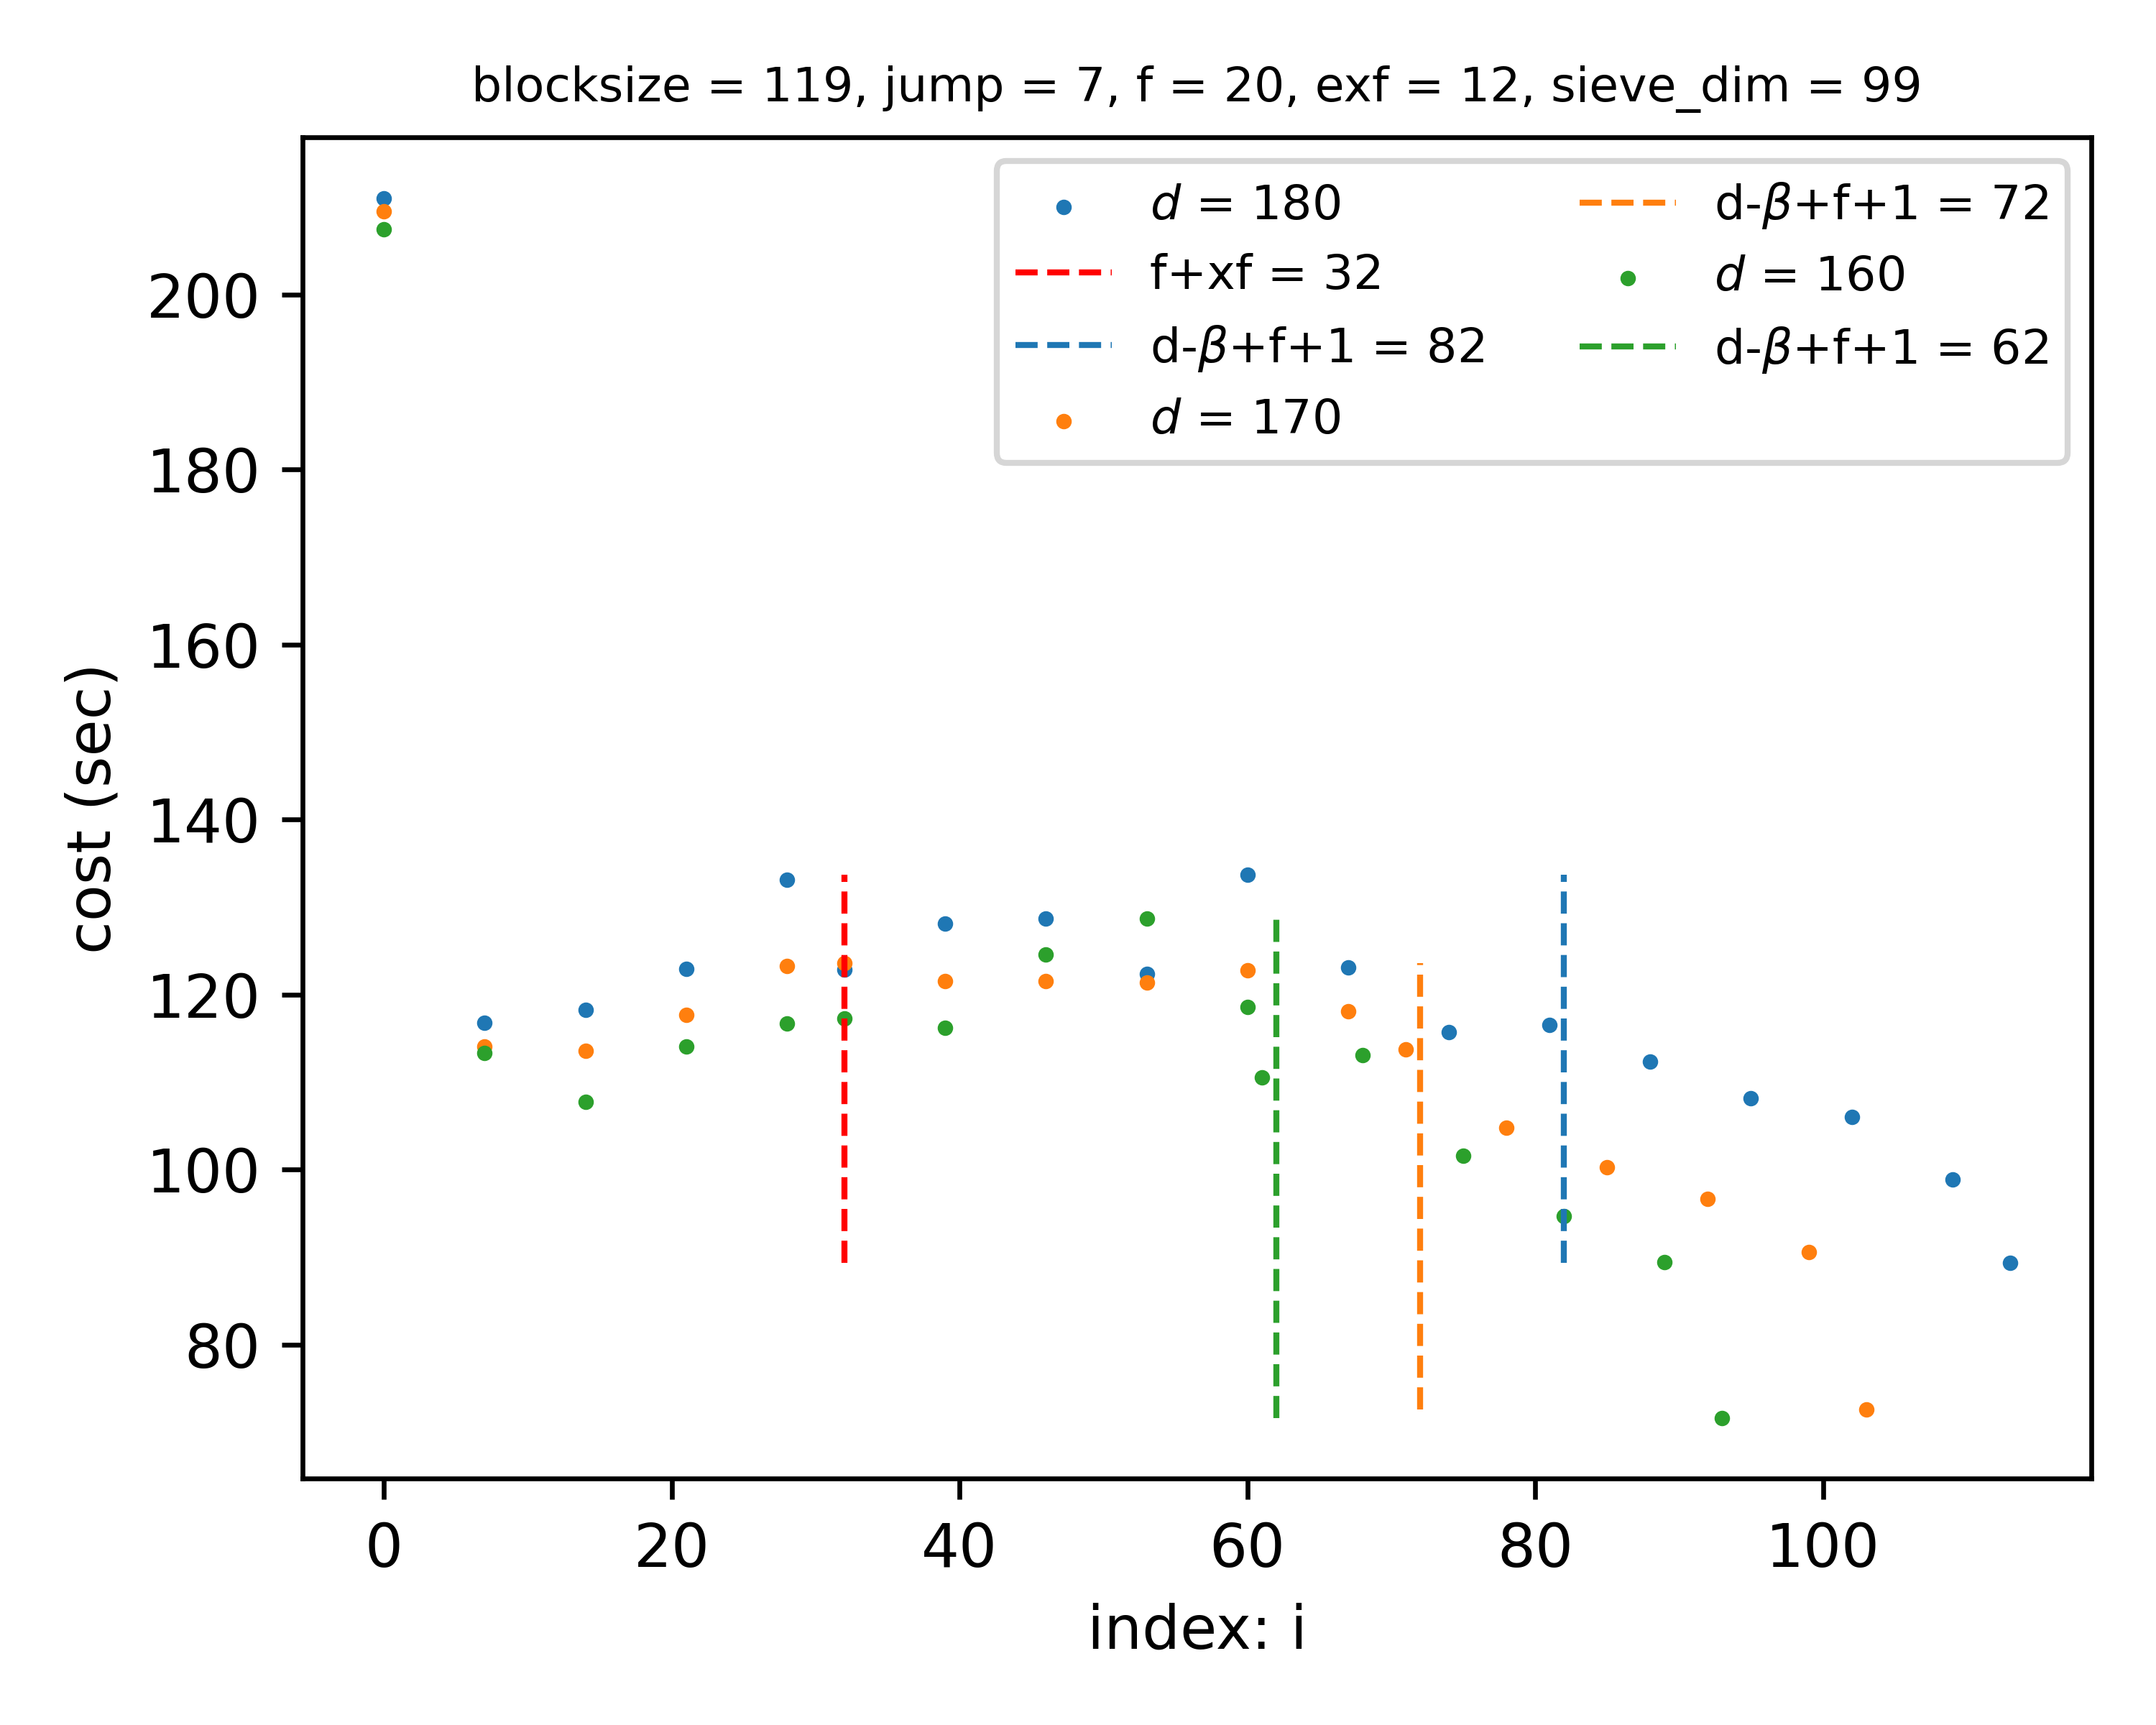 blocksize = 119, jump = 7, f = 20, exf = 12, sieve_dim = 99
d = 180
f+xf = 32
d-β+f+1 = 82
d = 170
d-β+f+1 = 72
d = 160
d-β+f+1 = 62
cost (sec)
200
180
160
140
120
100
80
0 20 40 60 80 100
index: i